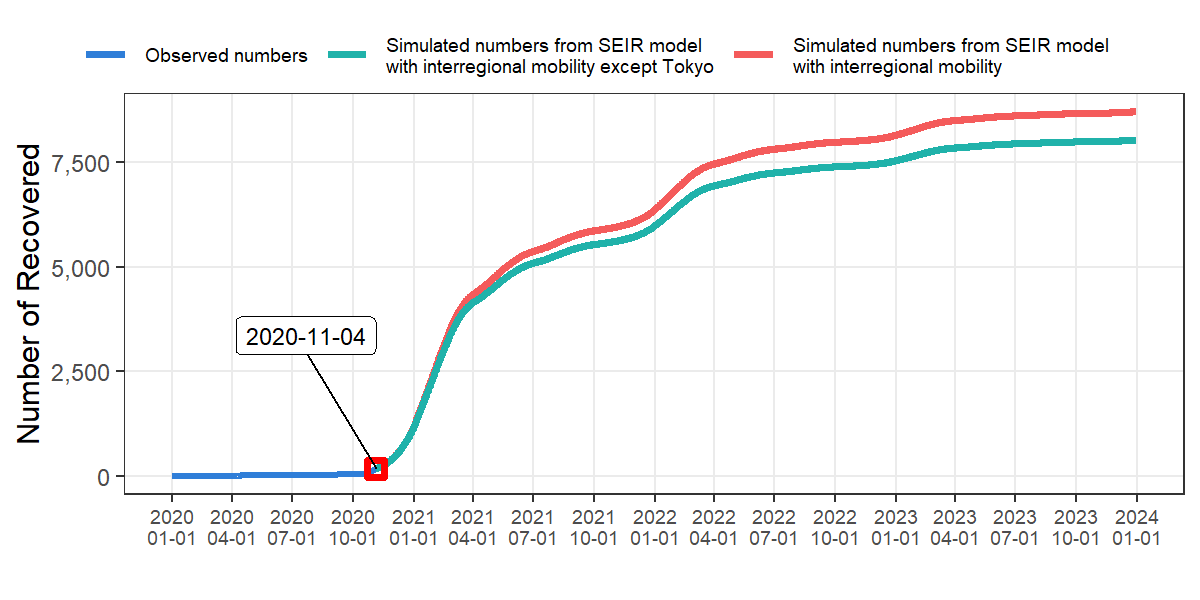 Observed numbers
Simulated numbers from SEIR model
with interregional mobility except Tokyo
Simulated numbers from SEIR model
with interregional mobility
Number of Recovered
7,500
5,000
2,500
0
2020-11-04
2020 2020 2020 2020 2021 2021 2021 2021 2022 2022 2022 2022 2023 2023 2023 2023 2024
01-01 04-01 07-01 10-01 01-01 04-01 07-01 10-01 01-01 04-01 07-01 10-01 01-01 04-01 07-01 10-01 01-01